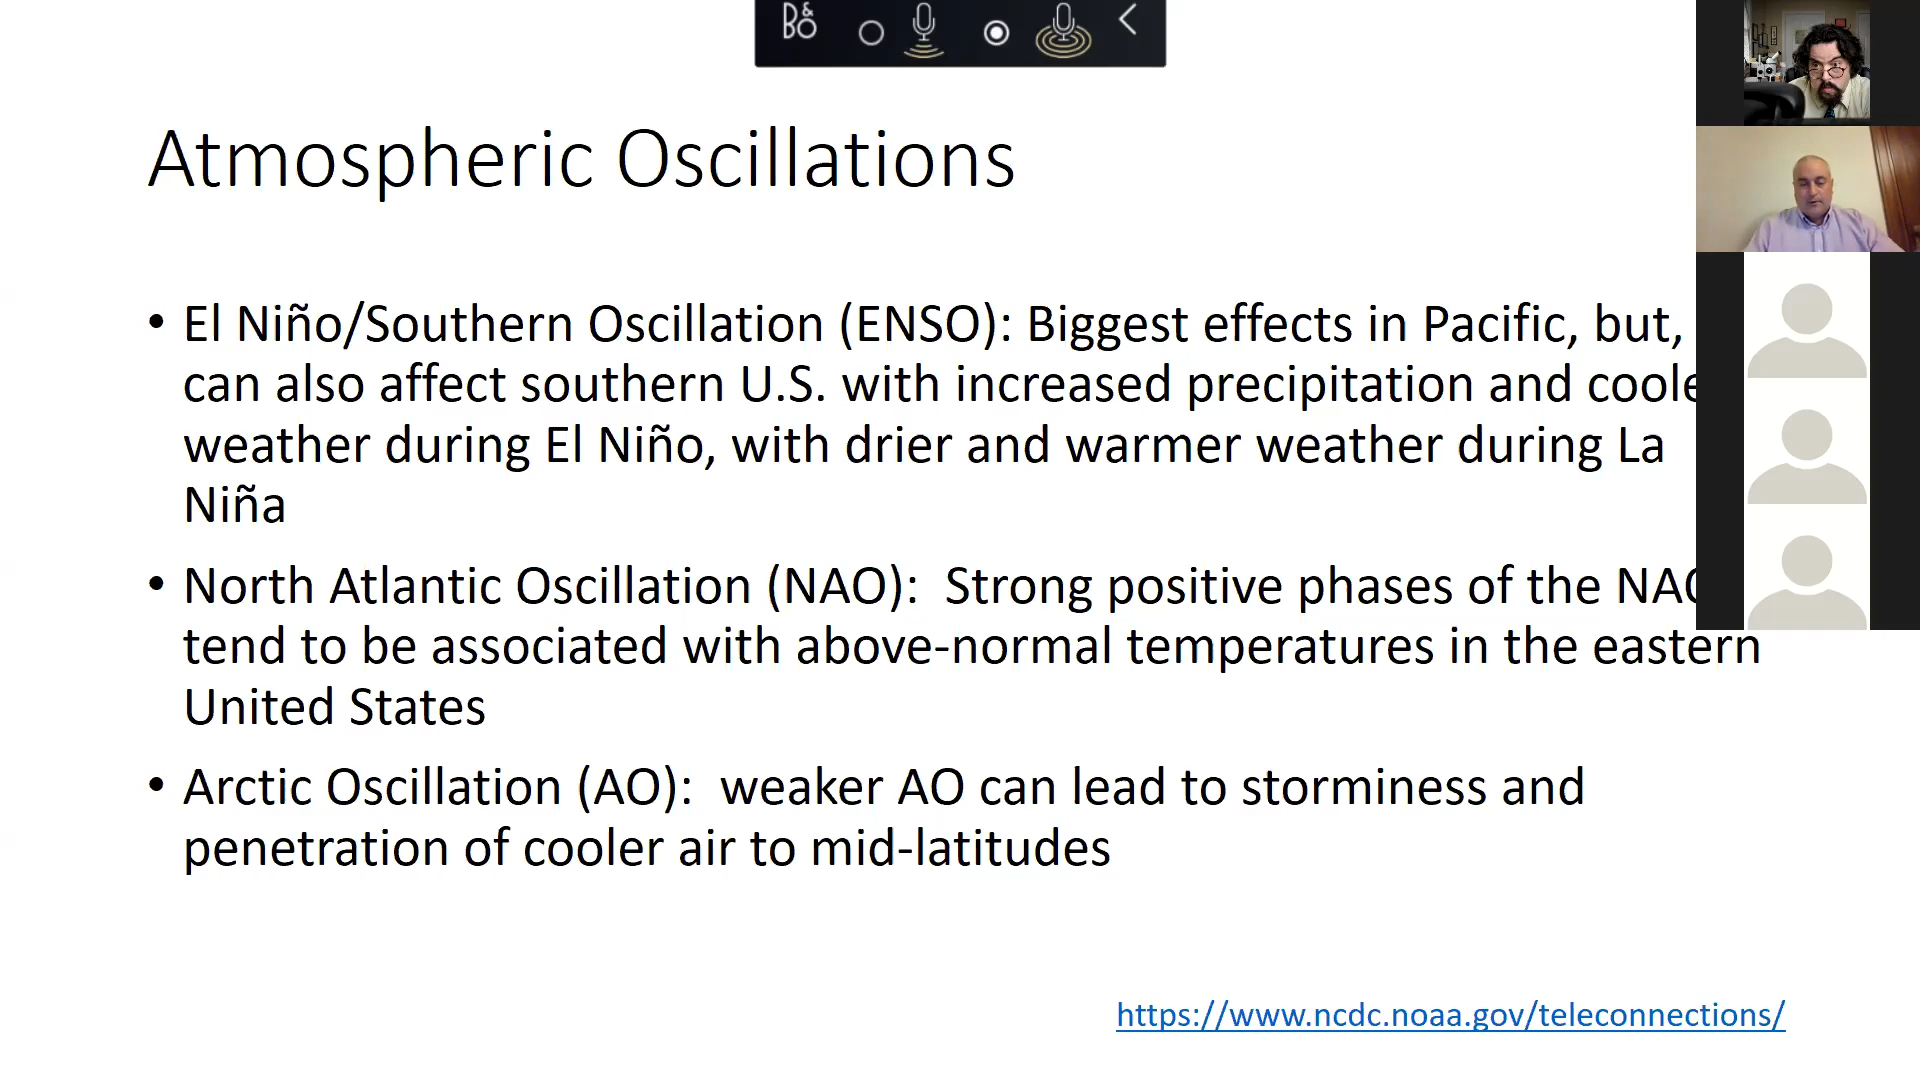 B&O
Atmospheric Oscillations
• El Niño/Southern Oscillation (ENSO): Biggest effects in Pacific, but,
can also affect southern U.S. with increased precipitation and coole
weather during El Niño, with drier and warmer weather during La
Niña
• North Atlantic Oscillation (NAO): Strong positive phases of the NAO
tend to be associated with above-normal temperatures in the eastern
United States
• Arctic Oscillation (AO): weaker AO can lead to storminess and
penetration of cooler air to mid-latitudes
https://www.ncdc.noaa.gov/teleconnections/